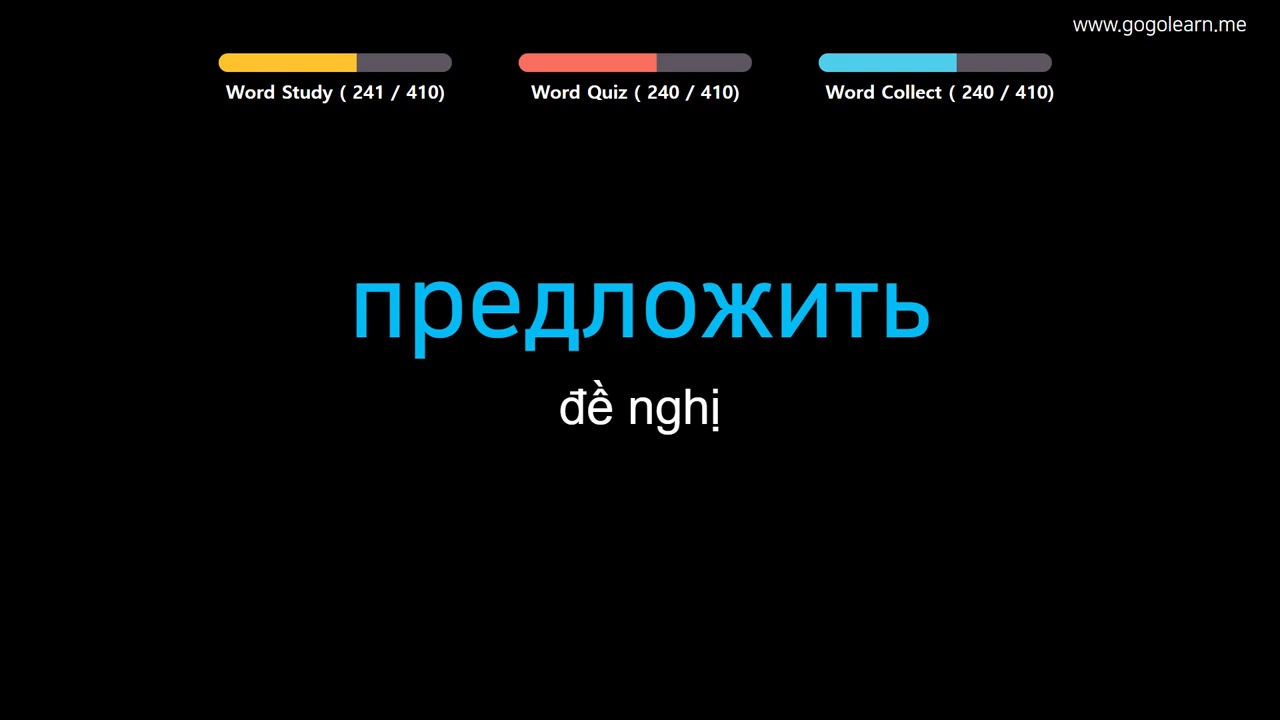 www.gogolearn.me
Word Study ( 241 / 410)
Word Quiz ( 240 / 410)
Word Collect ( 240 / 410)
предложить
đề nghị